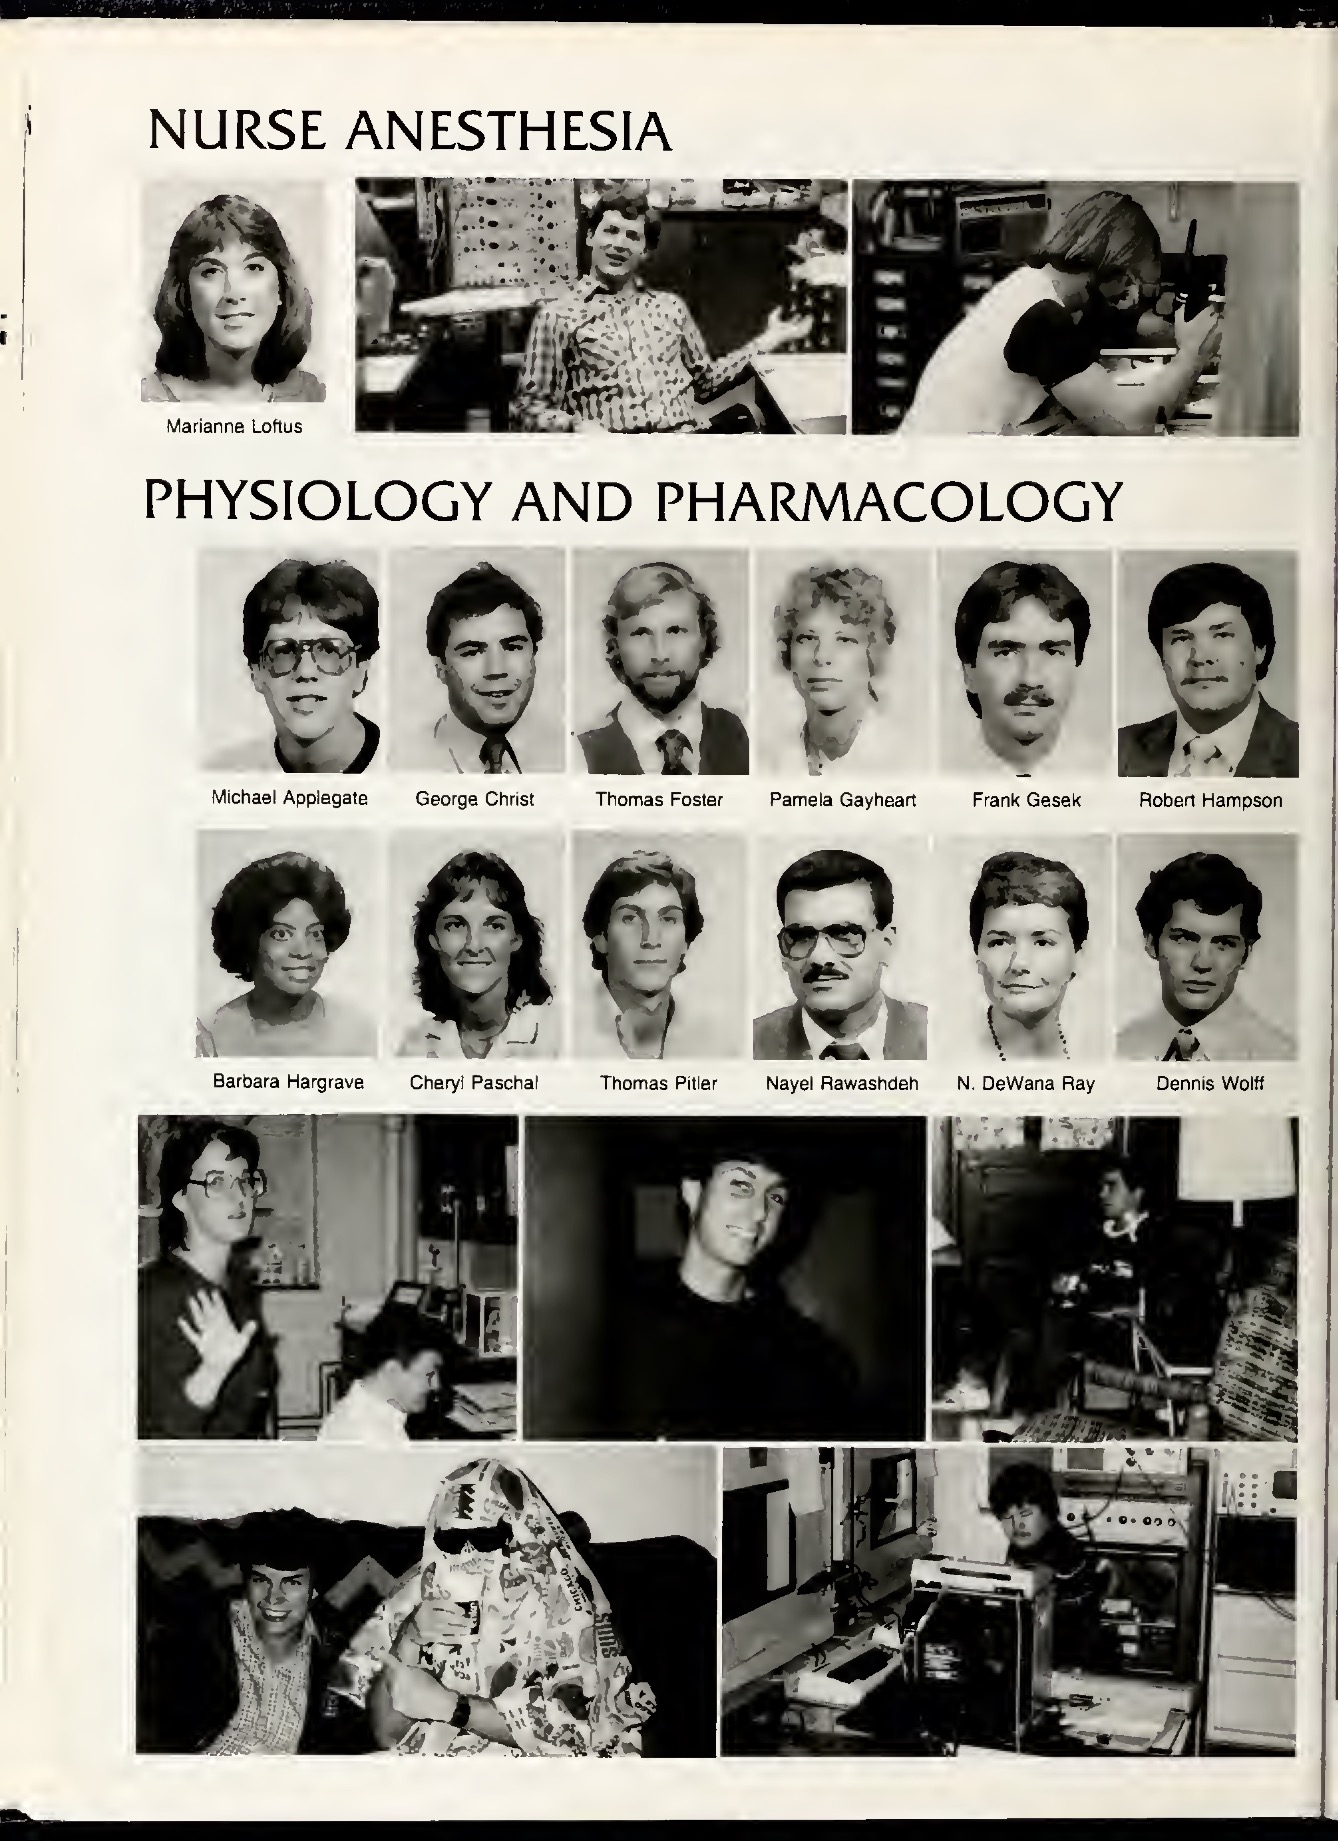 NURSE ANESTHESIA
Marianne Loftus
PHYSIOLOGY AND PHARMACOLOGY
Michael Applegate George Christ Thomas Foster Pamela Gayheart Frank Gesek Robert Hampson
Barbara Hargrave Cheryl Paschal Thomas Pitler Nayel Rawashdeh N. DeWana Ray Dennis Wolff
CHICAGO